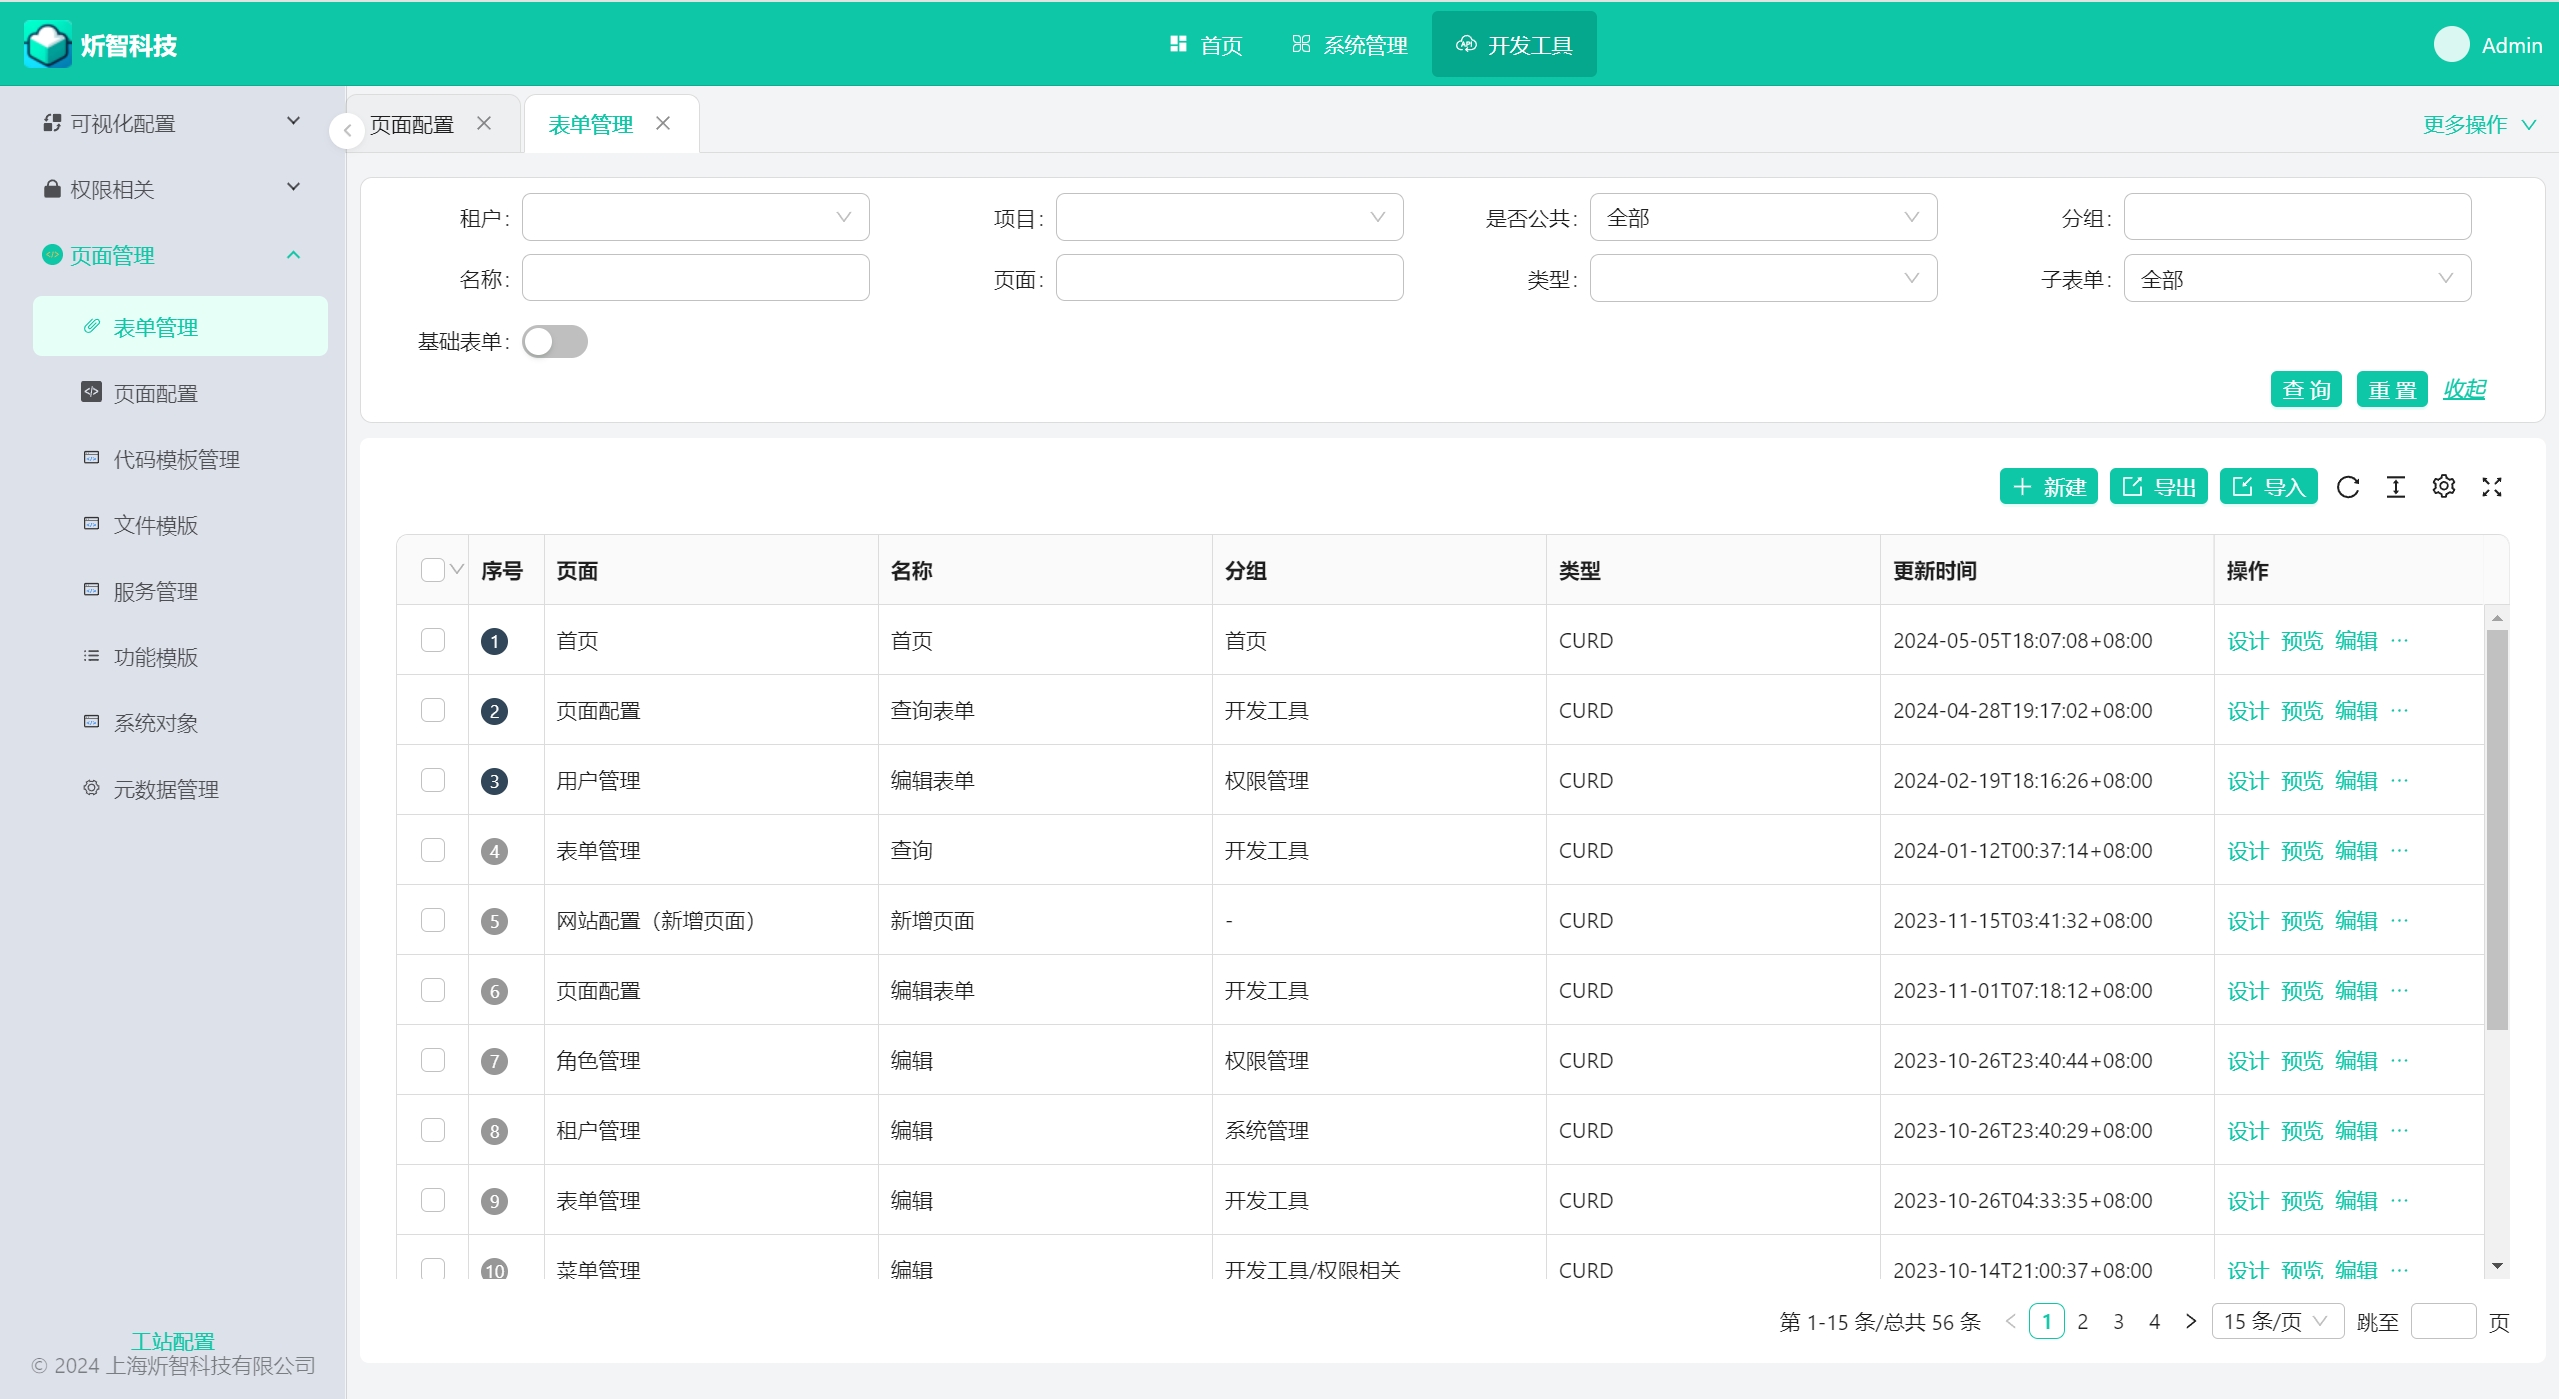 炘智科技 首页 系统管理 开发工具 Admin
可视化配置
权限相关
页面管理
表单管理
页面配置
代码模板管理
文件模版
服务管理
功能模版
系统对象
元数据管理
工站配置
© 2024 上海炘智科技有限公司
页面配置 表单管理 更多操作
租户: 项目: 是否公共: 全部 分组:
名称: 页面: 类型: 子表单: 全部
基础表单:
查 询 重 置 收起
新建 导出 导入
序号 页面 名称 分组 类型 更新时间 操作
1 首页 首页 首页 CURD 2024-05-05T18:07:08+08:00 设计 预览 编辑 ···
2 页面配置 查询表单 开发工具 CURD 2024-04-28T19:17:02+08:00 设计 预览 编辑 ···
3 用户管理 编辑表单 权限管理 CURD 2024-02-19T18:16:26+08:00 设计 预览 编辑 ···
4 表单管理 查询 开发工具 CURD 2024-01-12T00:37:14+08:00 设计 预览 编辑 ···
5 网站配置（新增页面） 新增页面 - CURD 2023-11-15T03:41:32+08:00 设计 预览 编辑 ···
6 页面配置 编辑表单 开发工具 CURD 2023-11-01T07:18:12+08:00 设计 预览 编辑 ···
7 角色管理 编辑 权限管理 CURD 2023-10-26T23:40:44+08:00 设计 预览 编辑 ···
8 租户管理 编辑 系统管理 CURD 2023-10-26T23:40:29+08:00 设计 预览 编辑 ···
9 表单管理 编辑 开发工具 CURD 2023-10-26T04:33:35+08:00 设计 预览 编辑 ···
10 菜单管理 编辑 开发工具/权限相关 CURD 2023-10-14T21:00:37+08:00 设计 预览 编辑 ···
第 1-15 条/总共 56 条 1 2 3 4 15 条/页 跳至 页